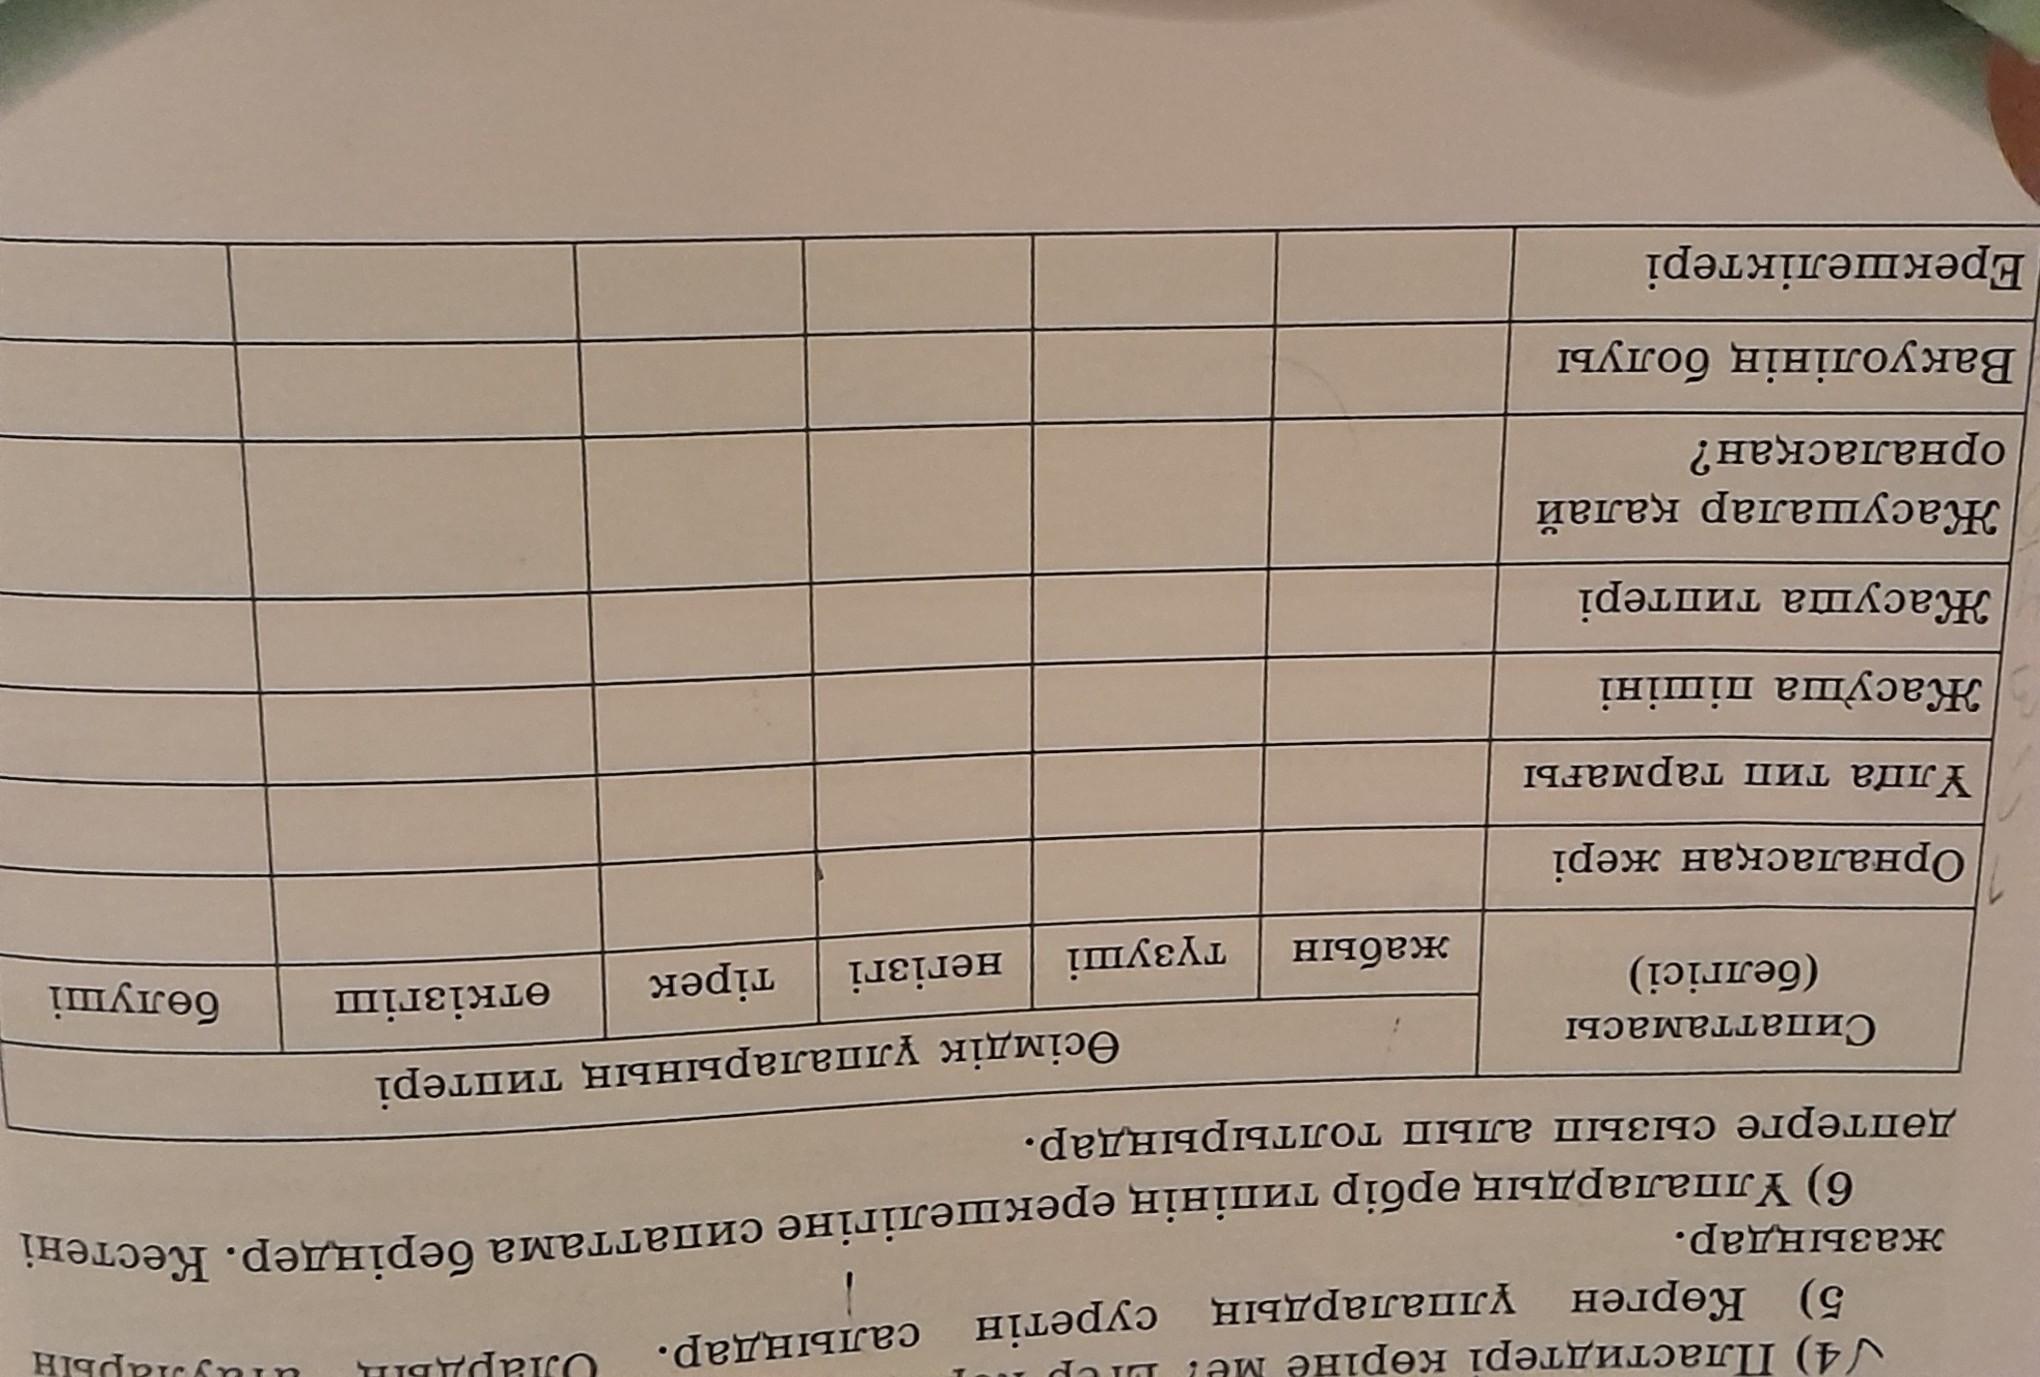 4) Пластидтері көріне ме?
5) Көрген ұлпалардың суретін салыңдар. Олардың атауларын
жазыңдар.
6) Ұлпалардың әрбір типінің ерекшелігіне сипаттама беріңдер. Кестені
дәптерге сызып алып толтырыңдар.
Сипаттамасы (белгісі) Өсімдік ұлпаларының типтері
жабын түзуші негізгі тірек өткізгіш бөлуші
Орналасқан жері
Ұлпа тип тармағы
Жасуша пішіні
Жасуша типтері
Жасушалар қалай
орналасқан?
Вакуолінің болуы
Ерекшеліктері